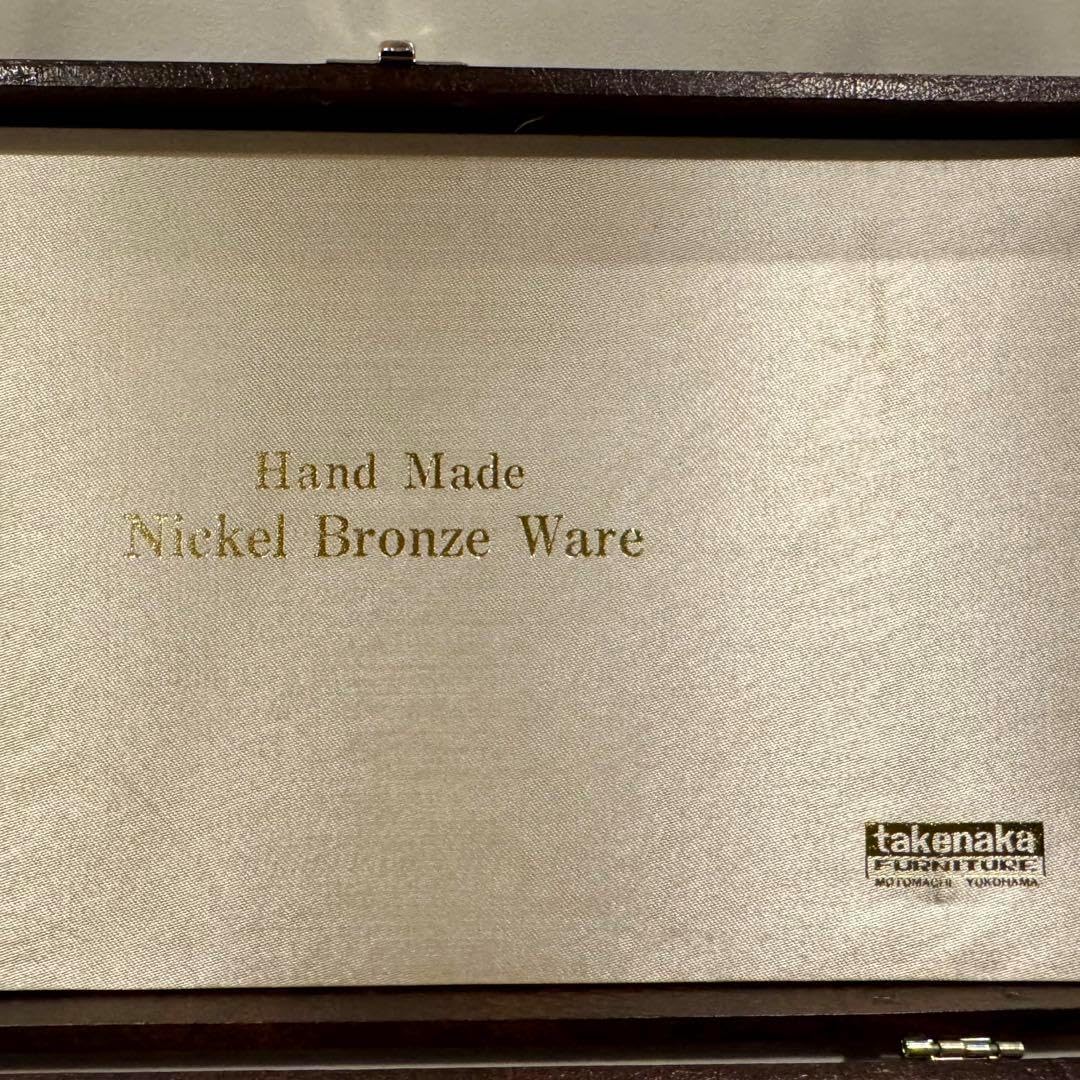 Hand Made
Nickel Bronze Ware
takenaka
FURNITURE
MOTOMACHI YOKOHAMA